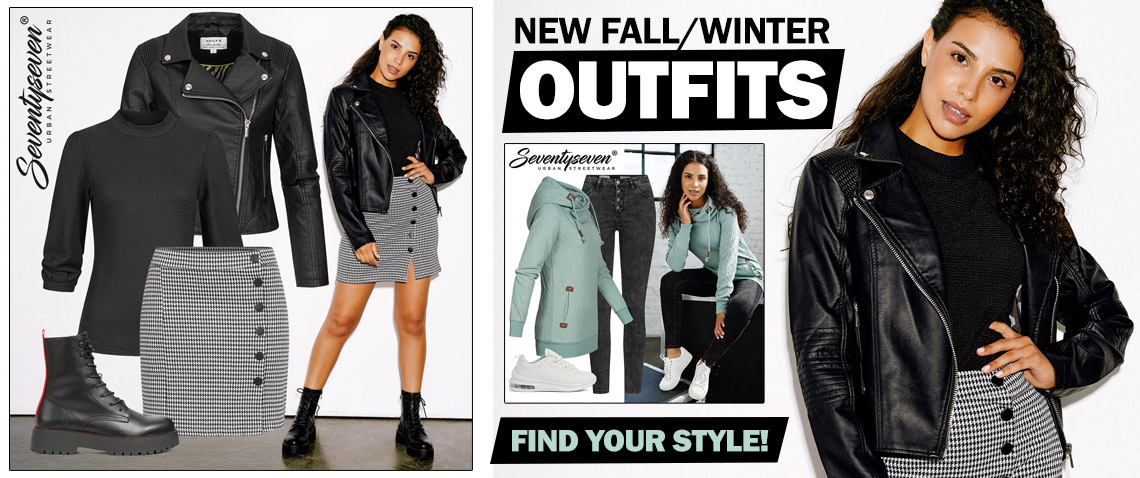 Seventyseven®
URBAN STREETWEAR
NEW FALL/WINTER
OUTFITS
Seventyseven®
URBAN STREETWEAR
FIND YOUR STYLE!